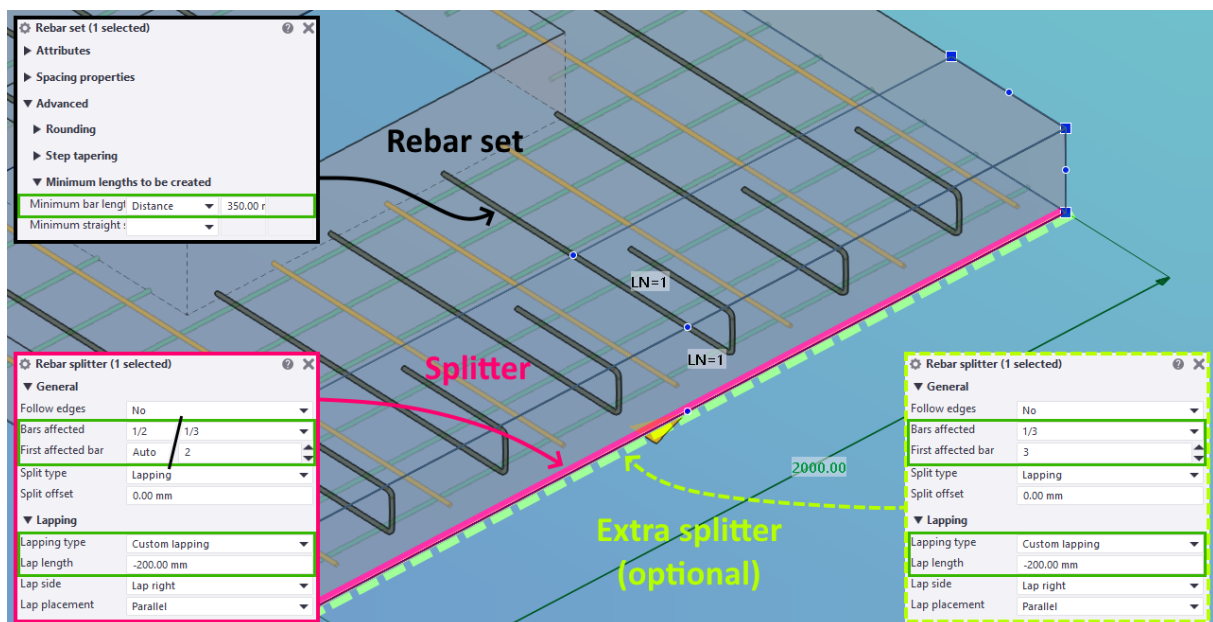 Rebar set (1 selected)
Attributes
Spacing properties
Advanced
Rounding
Step tapering
Minimum lengths to be created
Minimum bar lengt Distance 350.00 r
Minimum straight :
Rebar set
LN=1
LN=1
2000.00
Splitter
Rebar splitter (1 selected)
General
Follow edges No
Bars affected 1/2 / 1/3
First affected bar Auto 2
Split type Lapping
Split offset 0.00 mm
Lapping
Lapping type Custom lapping
Lap length -200.00 mm
Lap side Lap right
Lap placement Parallel
Extra splitter
(optional)
Rebar splitter (1 selected)
General
Follow edges No
Bars affected 1/3
First affected bar 3
Split type Lapping
Split offset 0.00 mm
Lapping
Lapping type Custom lapping
Lap length -200.00 mm
Lap side Lap right
Lap placement Parallel